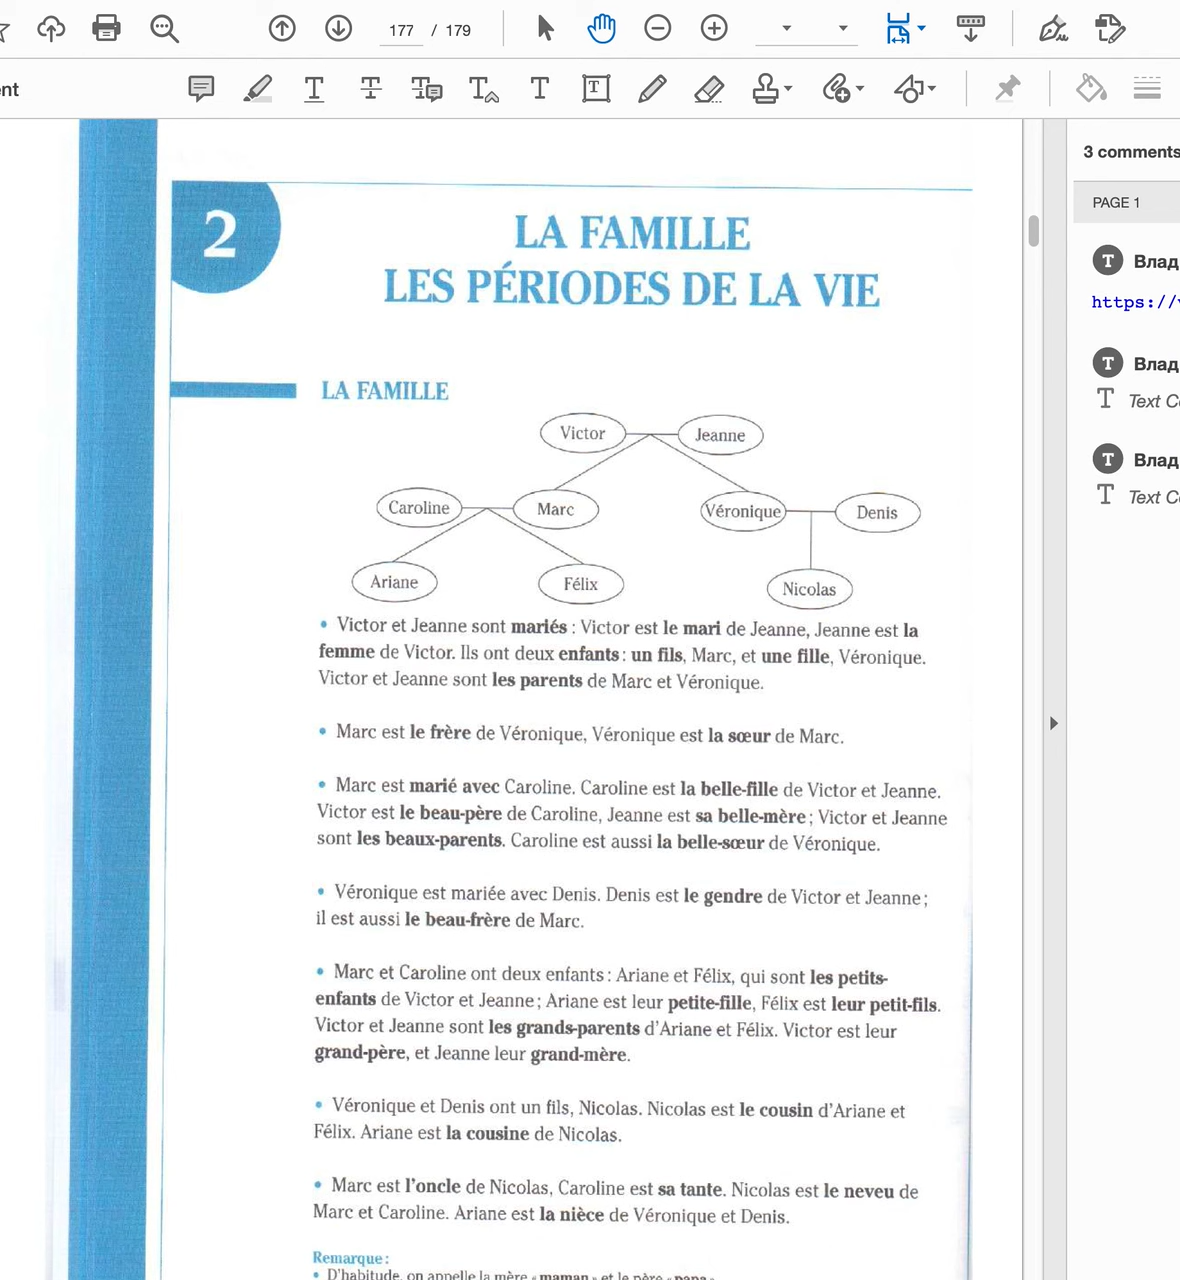 177 / 179
nt
3 comments
PAGE 1
2
LA FAMILLE
LES PÉRIODES DE LA VIE
T Влад
https://
LA FAMILLE
T Влад
T Text C
Victor
Jeanne
T Влад
T Text C
Caroline
Marc
Véronique
Denis
Ariane
Félix
Nicolas
• Victor et Jeanne sont mariés : Victor est le mari de Jeanne, Jeanne est la
femme de Victor. Ils ont deux enfants : un fils, Marc, et une fille, Véronique.
Victor et Jeanne sont les parents de Marc et Véronique.
• Marc est le frère de Véronique, Véronique est la sœur de Marc.
• Marc est marié avec Caroline. Caroline est la belle-fille de Victor et Jeanne.
Victor est le beau-père de Caroline, Jeanne est sa belle-mère ; Victor et Jeanne
sont les beaux-parents. Caroline est aussi la belle-sœur de Véronique.
• Véronique est mariée avec Denis. Denis est le gendre de Victor et Jeanne ;
il est aussi le beau-frère de Marc.
• Marc et Caroline ont deux enfants : Ariane et Félix, qui sont les petits-
enfants de Victor et Jeanne ; Ariane est leur petite-fille, Félix est leur petit-fils.
Victor et Jeanne sont les grands-parents d'Ariane et Félix. Victor est leur
grand-père, et Jeanne leur grand-mère.
• Véronique et Denis ont un fils, Nicolas. Nicolas est le cousin d'Ariane et
Félix. Ariane est la cousine de Nicolas.
• Marc est l'oncle de Nicolas, Caroline est sa tante. Nicolas est le neveu de
Marc et Caroline. Ariane est la nièce de Véronique et Denis.
Remarque :
• D'habitude, on appelle la mère « maman » et le père « papa »